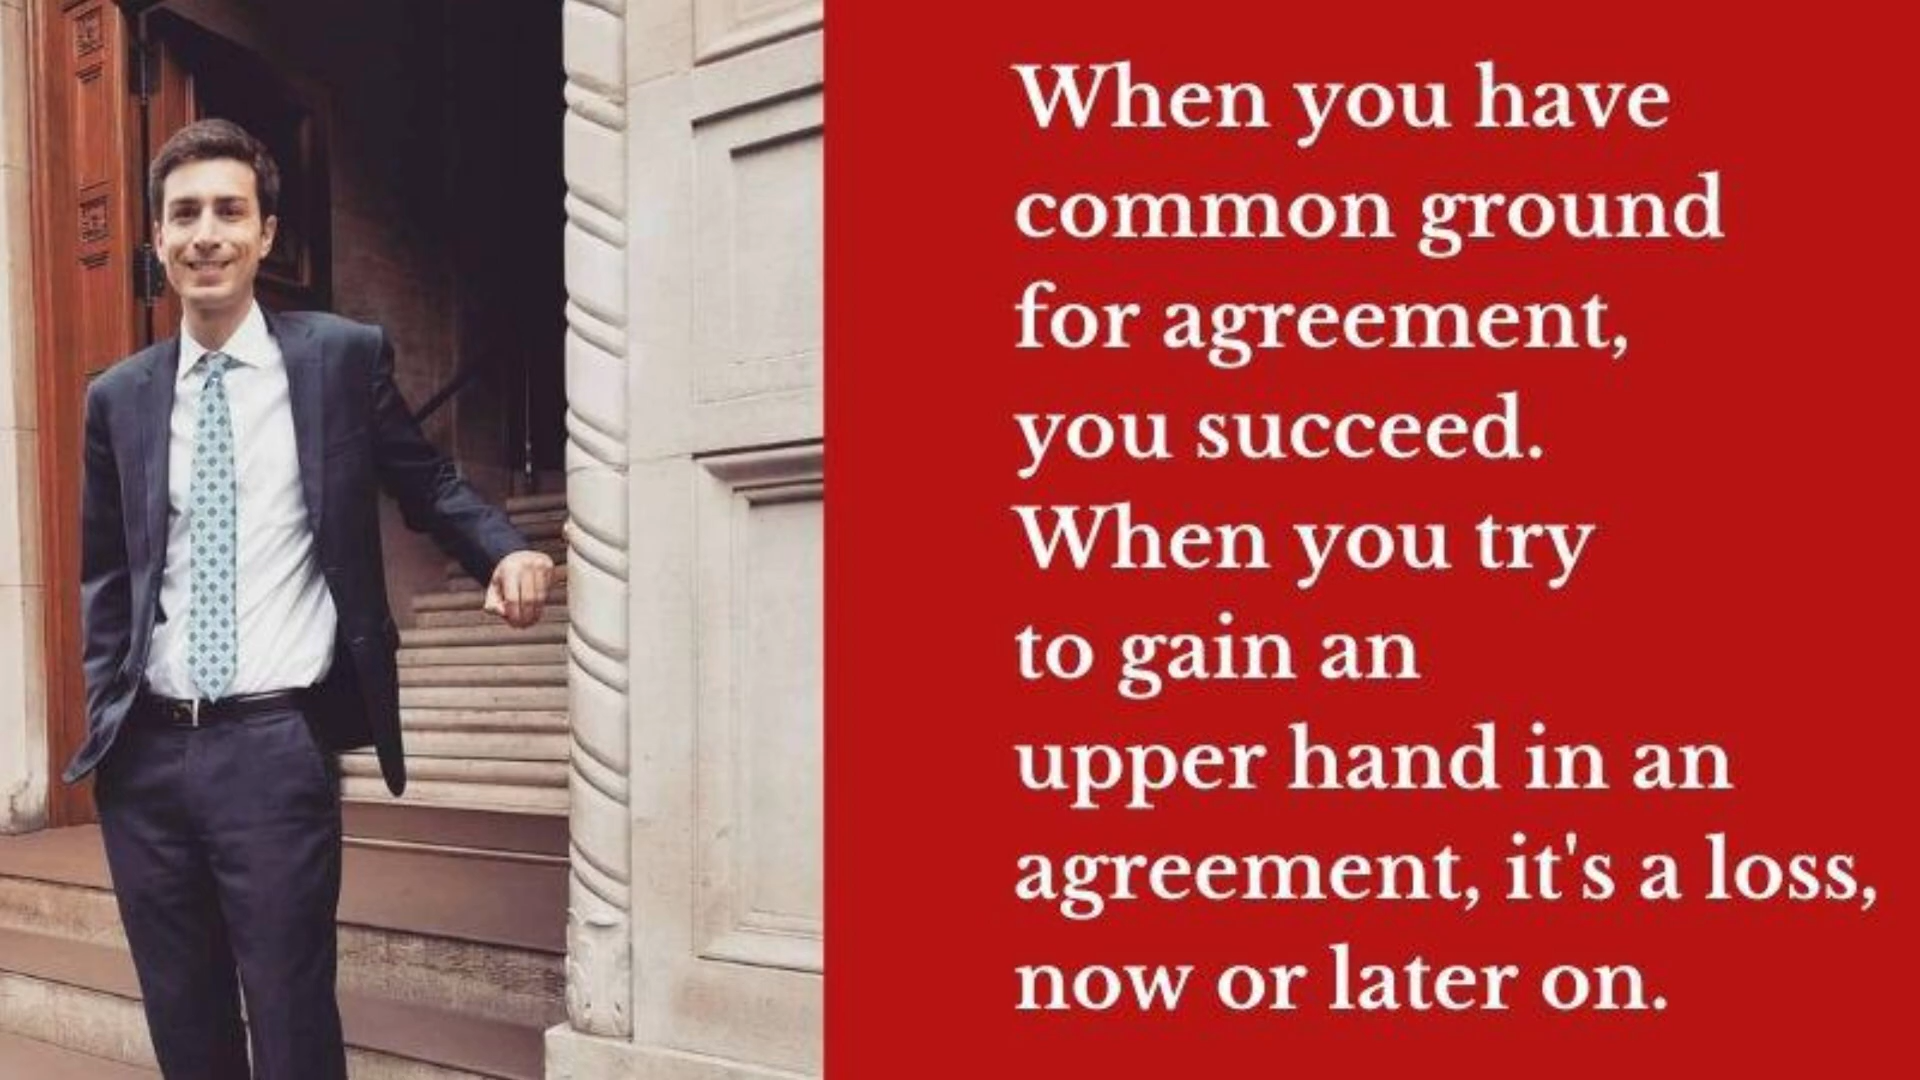 When you have
common ground
for agreement,
you succeed.
When you try
to gain an
upper hand in an
agreement, it's a loss,
now or later on.